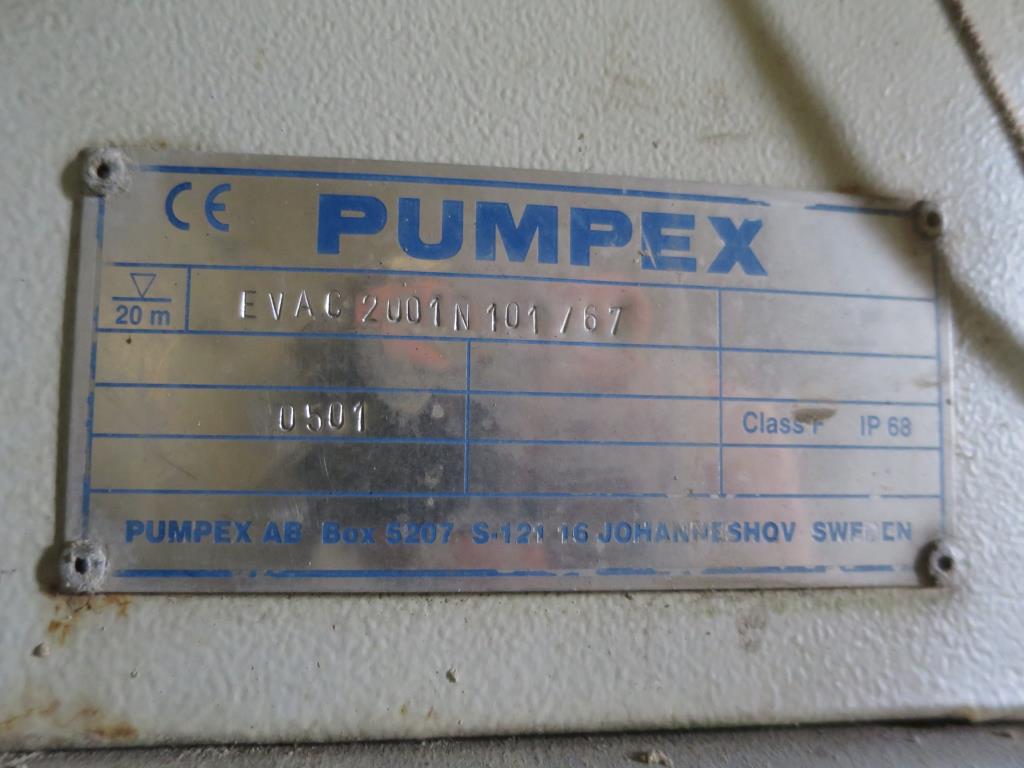 CE PUMPEX
20 m EVAC 2001N 101/67
0501 Class F IP 68
PUMPEX AB Box 5207 S-121 16 JOHANNESHOV SWEDEN